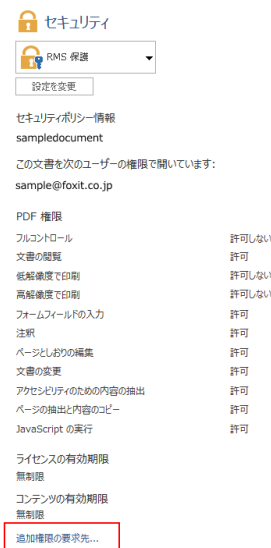 セキュリティ
RMS 保護
設定を変更
セキュリティポリシー情報
sampledocument
この文書を次のユーザーの権限で開いています:
sample@foxit.co.jp
PDF 権限
フルコントロール 許可しない
文書の閲覧 許可
低解像度で印刷 許可しない
高解像度で印刷 許可しない
フォームフィールドの入力 許可
注釈 許可
ページとしおりの編集 許可
文書の変更 許可
アクセシビリティのための内容の抽出 許可
ページの抽出と内容のコピー 許可
JavaScript の実行 許可
ライセンスの有効期限
無制限
コンテンツの有効期限
無制限
追加権限の要求先...